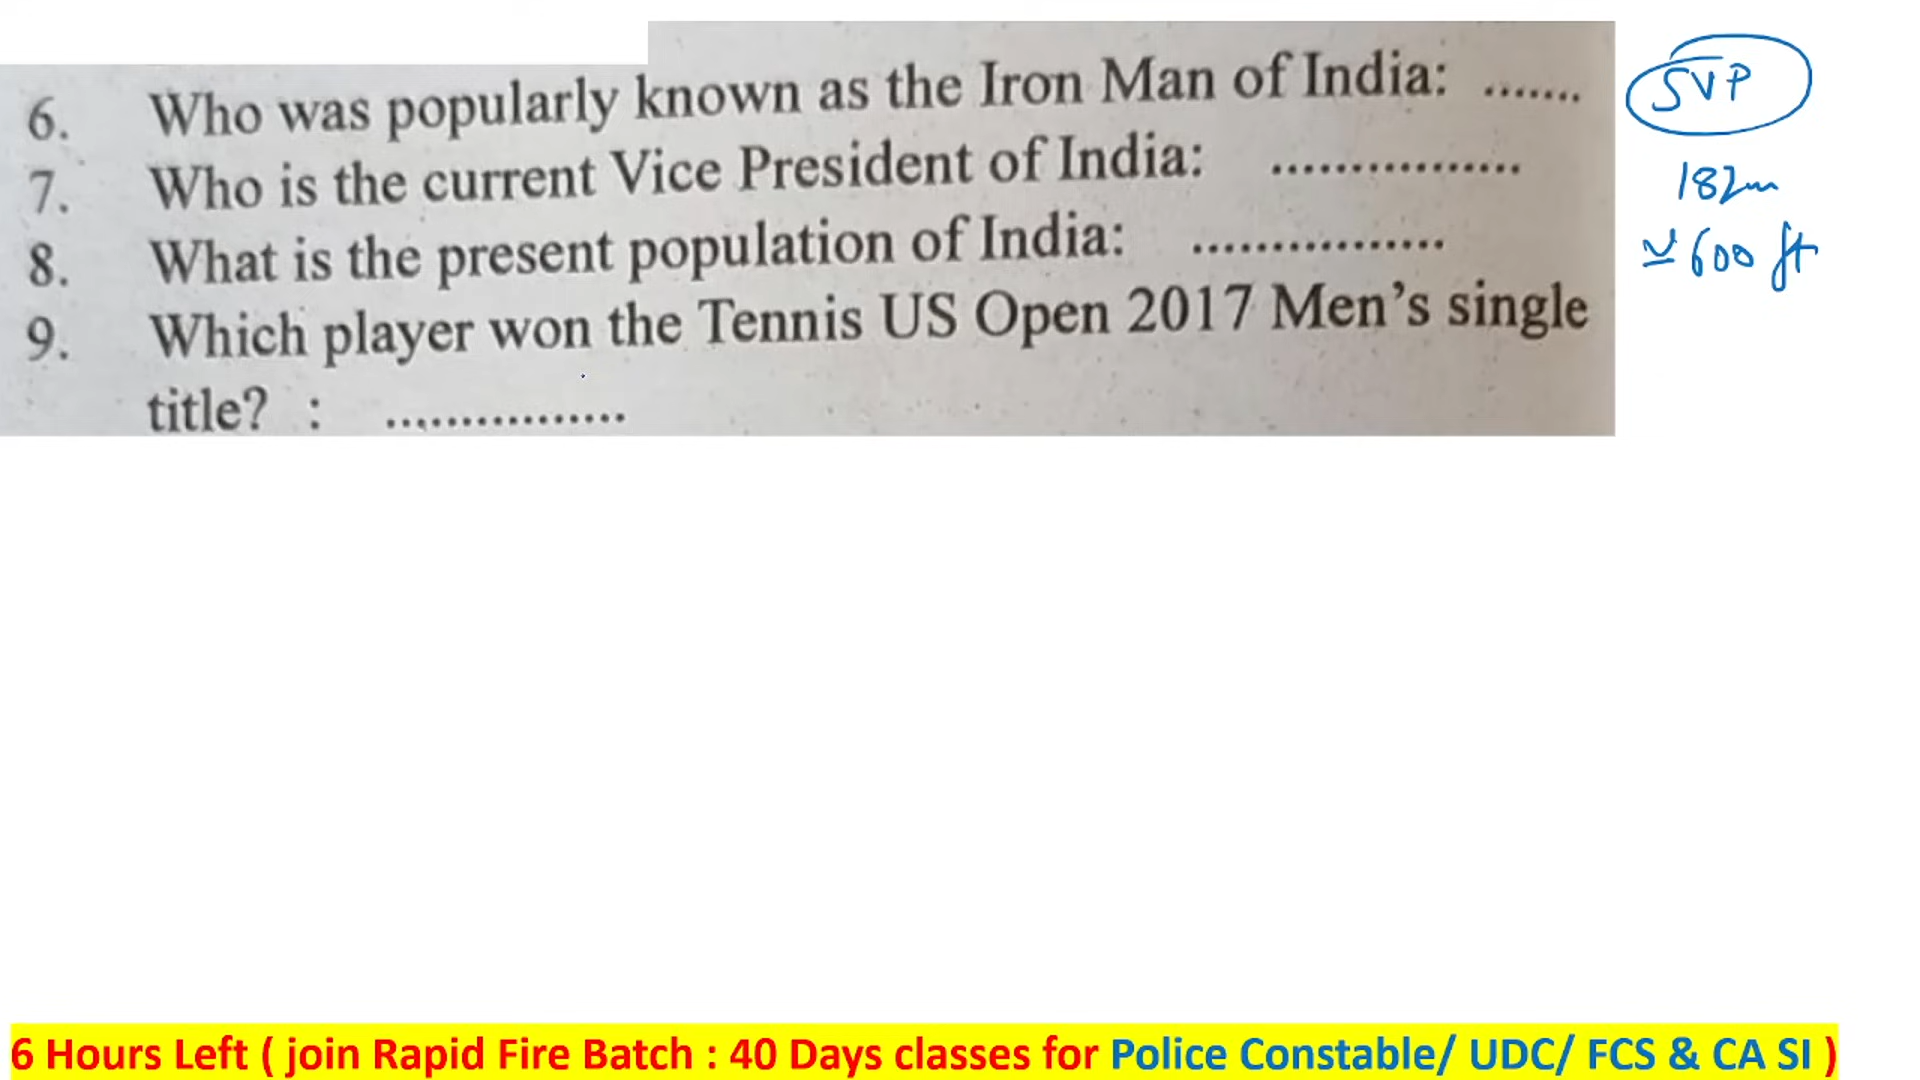 6. Who was popularly known as the Iron Man of India: .......
SVP
7. Who is the current Vice President of India: ................
182m
8. What is the present population of India: ................
≃ 600 ft
9. Which player won the Tennis US Open 2017 Men's single
title? : ................
6 Hours Left ( join Rapid Fire Batch : 40 Days classes for Police Constable/ UDC/ FCS & CA SI )